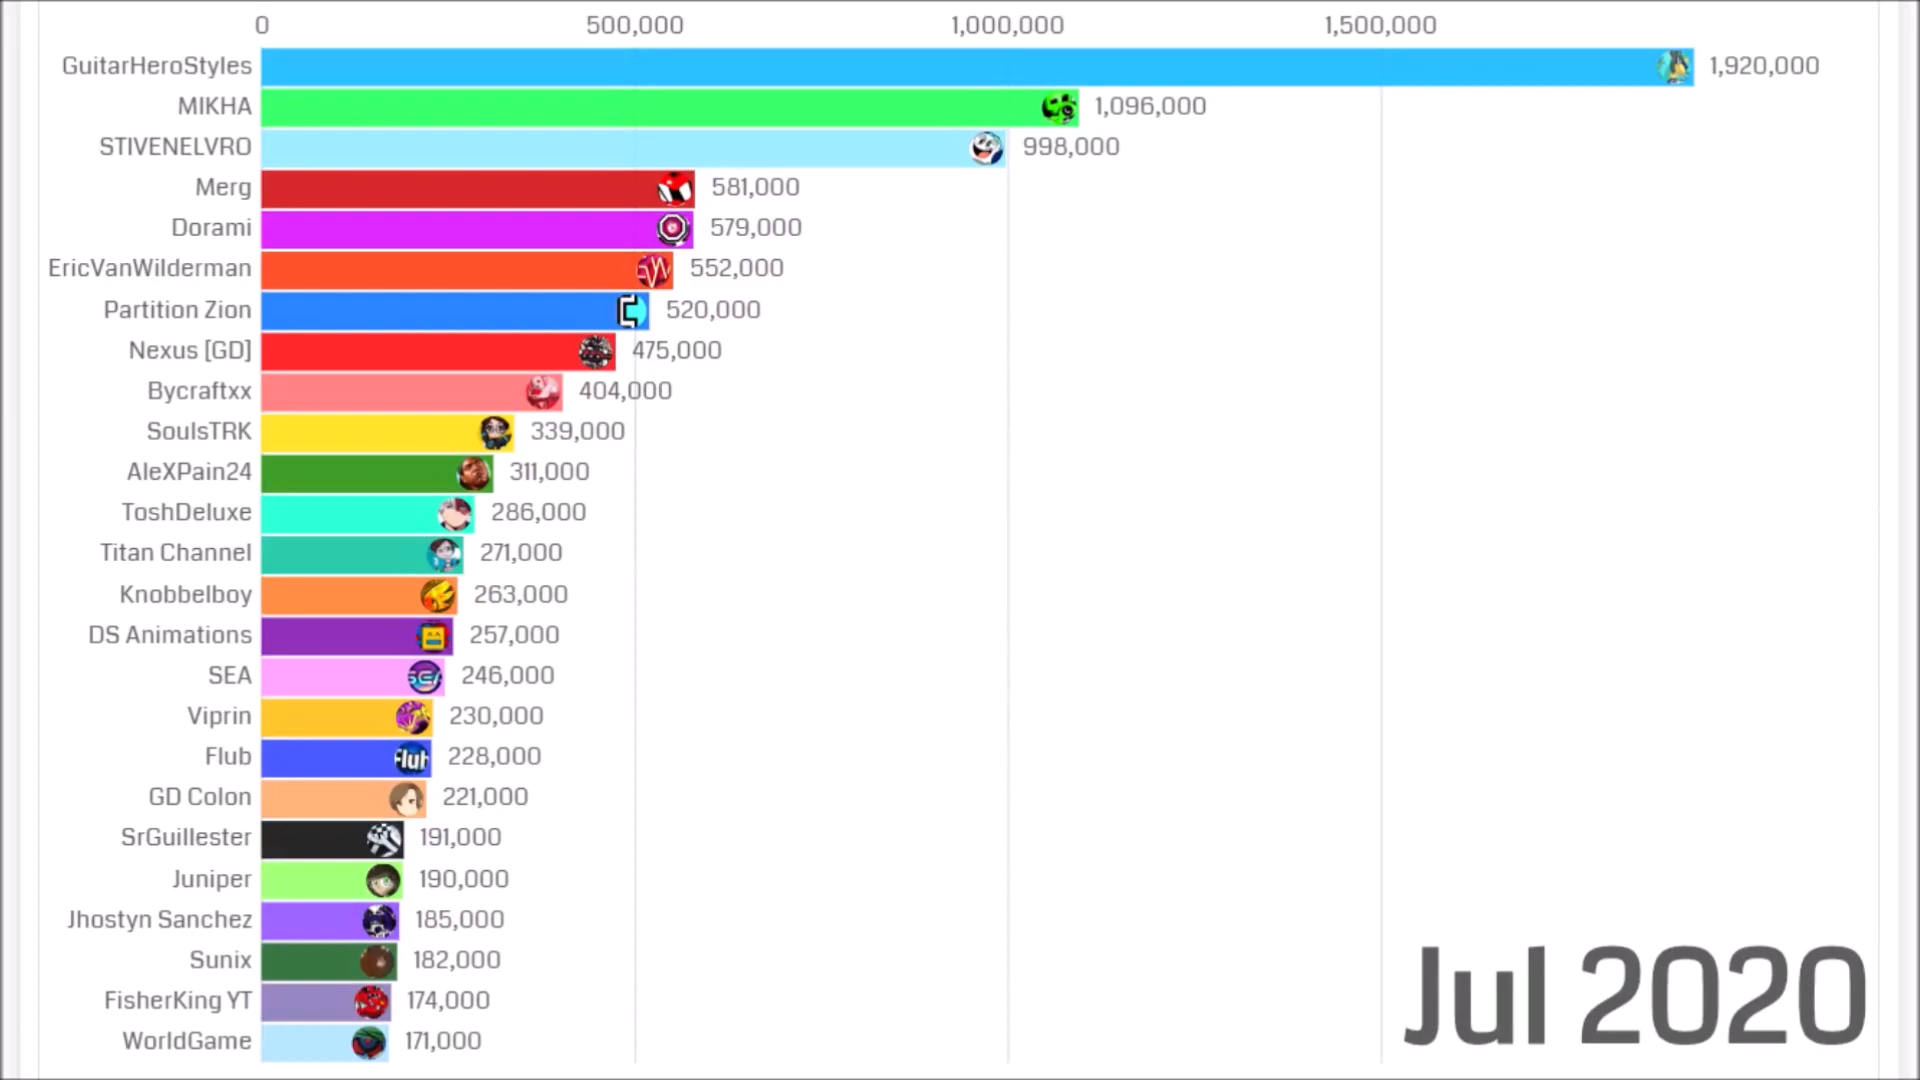 0 500,000 1,000,000 1,500,000
GuitarHeroStyles 1,920,000
MIKHA 1,096,000
STIVENELVRO 998,000
Merg 581,000
Dorami 579,000
EricVanWilderman 552,000
Partition Zion 520,000
Nexus [GD] 475,000
Bycraftxx 404,000
SoulsTRK 339,000
AleXPain24 311,000
ToshDeluxe 286,000
Titan Channel 271,000
Knobbelboy 263,000
DS Animations 257,000
SEA 246,000
Viprin 230,000
Flub 228,000
GD Colon 221,000
SrGuillester 191,000
Juniper 190,000
Jhostyn Sanchez 185,000
Sunix 182,000
FisherKing YT 174,000
WorldGame 171,000
Jul 2020